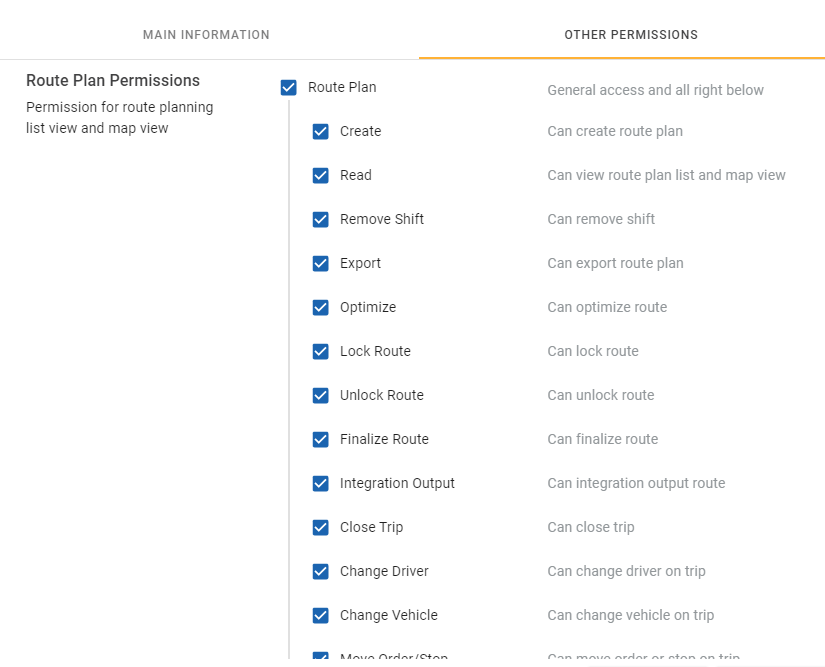 MAIN INFORMATION
OTHER PERMISSIONS
Route Plan Permissions
Permission for route planning
list view and map view
Route Plan
General access and all right below
Create
Can create route plan
Read
Can view route plan list and map view
Remove Shift
Can remove shift
Export
Can export route plan
Optimize
Can optimize route
Lock Route
Can lock route
Unlock Route
Can unlock route
Finalize Route
Can finalize route
Integration Output
Can integration output route
Close Trip
Can close trip
Change Driver
Can change driver on trip
Change Vehicle
Can change vehicle on trip
Move Order/Stop
Can move order or stop on trip